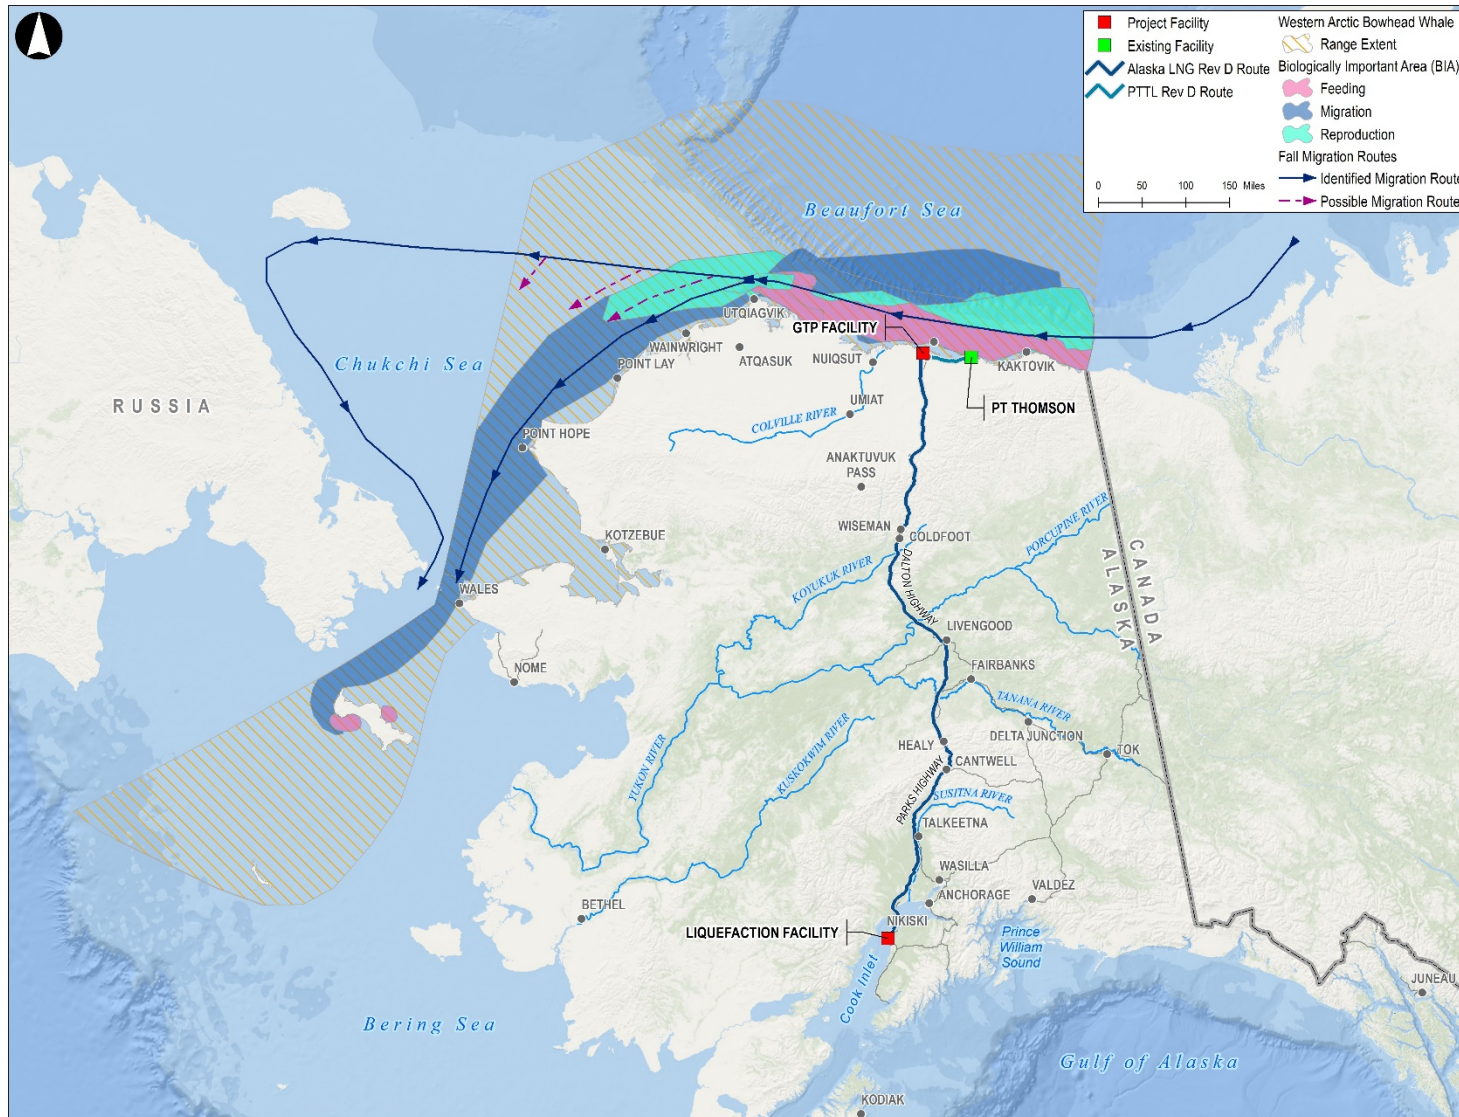 Project Facility
Existing Facility
Alaska LNG Rev D Route
PTTL Rev D Route
0 50 100 150 Miles
Western Arctic Bowhead Whale
Range Extent
Biologically Important Area (BIA)
Feeding
Migration
Reproduction
Fall Migration Routes
Identified Migration Route
Possible Migration Route
Beaufort Sea
UTQIAGVIK
GTP FACILITY
WAINWRIGHT
ATQASUK
NUIQSUT
KAKTOVIK
Chukchi Sea
POINT LAY
RUSSIA
UMIAT
PT THOMSON
COLVILLE RIVER
POINT HOPE
ANAKTUVUK
PASS
PORCUPINE RIVER
WISEMAN
COLDFOOT
KOTZEBUE
DALTON HIGHWAY
CANADA
ALASKA
KOYUKUK RIVER
WALES
LIVENGOOD
FAIRBANKS
NOME
TANANA RIVER
DELTA JUNCTION
HEALY
TOK
YUKON RIVER
KUSKOKWIM RIVER
CANTWELL
PARKS HIGHWAY
SUSITNA RIVER
TALKEETNA
WASILLA
ANCHORAGE
VALDEZ
BETHEL
NIKISKI
LIQUEFACTION FACILITY
Prince
William
Sound
Cook Inlet
JUNEAU
Bering Sea
Gulf of Alaska
KODIAK